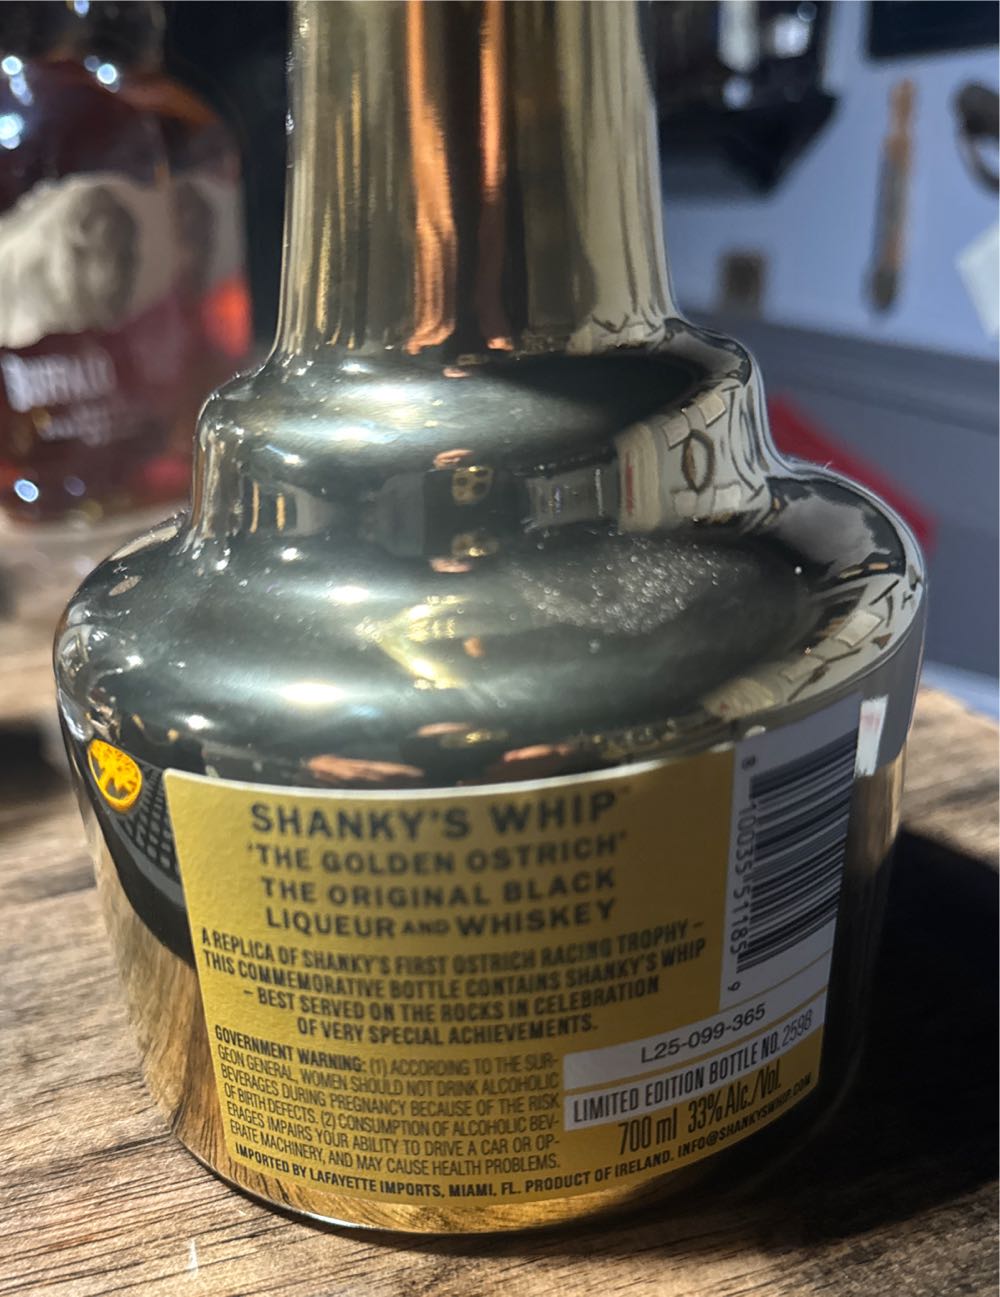 BUFFALO
SHANKY'S WHIP
'THE GOLDEN OSTRICH'
THE ORIGINAL BLACK
LIQUEUR AND WHISKEY
A REPLICA OF SHANKY'S FIRST OSTRICH RACING TROPHY –
THIS COMMEMORATIVE BOTTLE CONTAINS SHANKY'S WHIP
– BEST SERVED ON THE ROCKS IN CELEBRATION
OF VERY SPECIAL ACHIEVEMENTS.
GOVERNMENT WARNING: (1) ACCORDING TO THE SUR-
GEON GENERAL, WOMEN SHOULD NOT DRINK ALCOHOLIC
BEVERAGES DURING PREGNANCY BECAUSE OF THE RISK
OF BIRTH DEFECTS. (2) CONSUMPTION OF ALCOHOLIC BEV-
ERAGES IMPAIRS YOUR ABILITY TO DRIVE A CAR OR OP-
ERATE MACHINERY, AND MAY CAUSE HEALTH PROBLEMS.
IMPORTED BY LAFAYETTE IMPORTS, MIAMI, FL. PRODUCT OF IRELAND. INFO@SHANKYSWHIP.COM
8 10035 51185 9
L25-099-365
LIMITED EDITION BOTTLE NO. 2598
700 ml 33% Alc./Vol.